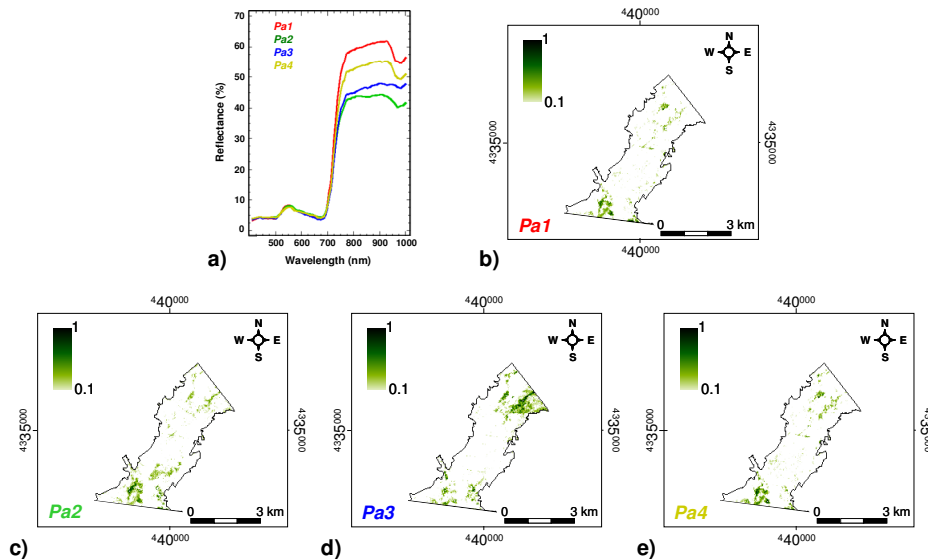 Pa1
Pa2
Pa3
Pa4
70
60
50
40
30
20
10
0
Reflectance (%)
500 600 700 800 900 1000
Wavelength (nm)
a)
440000
1
0.1
N
W E
S
4335000
4335000
Pa1
0 3 km
440000
b)
440000
1
0.1
N
W E
S
4335000
4335000
Pa2
0 3 km
440000
c)
440000
1
0.1
N
W E
S
4335000
4335000
Pa3
0 3 km
440000
d)
440000
1
0.1
N
W E
S
4335000
4335000
Pa4
0 3 km
440000
e)